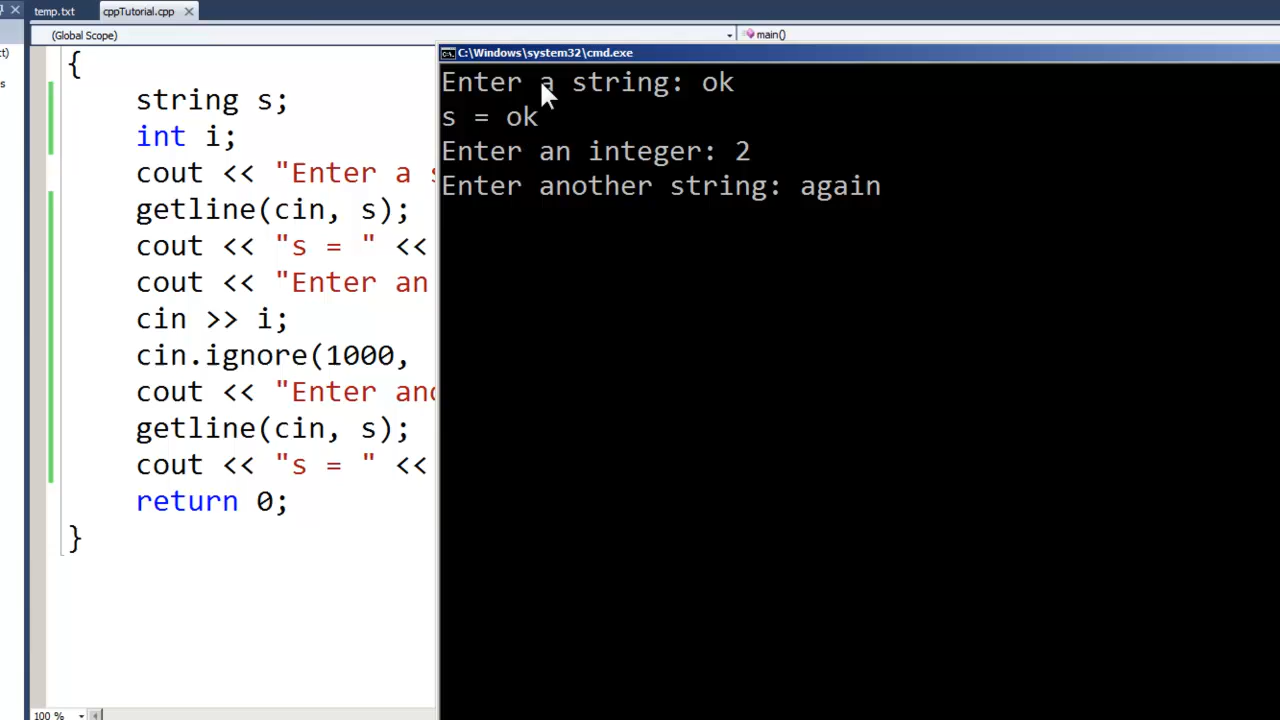 temp.txt cppTutorial.cpp
(Global Scope) main()
C:\Windows\system32\cmd.exe
{
string s;
int i;
cout << "Enter a s
getline(cin, s);
cout << "s = " <<
cout << "Enter an
cin >> i;
cin.ignore(1000,
cout << "Enter ano
getline(cin, s);
cout << "s = " <<
return 0;
}
Enter a string: ok
s = ok
Enter an integer: 2
Enter another string: again
100 %